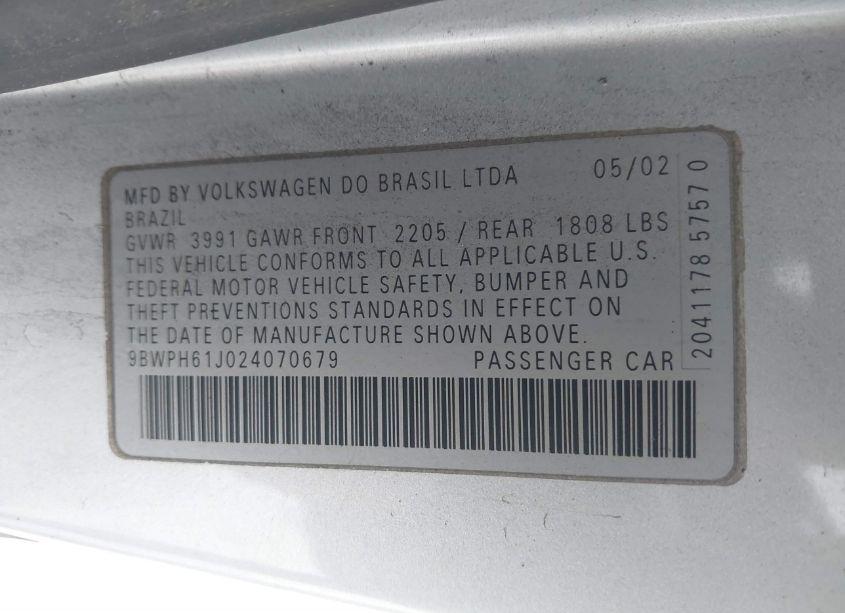 MFD BY VOLKSWAGEN DO BRASIL LTDA 05/02
BRAZIL
GVWR 3991 GAWR FRONT 2205 / REAR 1808 LBS
THIS VEHICLE CONFORMS TO ALL APPLICABLE U.S.
FEDERAL MOTOR VEHICLE SAFETY, BUMPER AND
THEFT PREVENTIONS STANDARDS IN EFFECT ON
THE DATE OF MANUFACTURE SHOWN ABOVE.
9BWPH61J024070679 PASSENGER CAR
2041178 5757 0